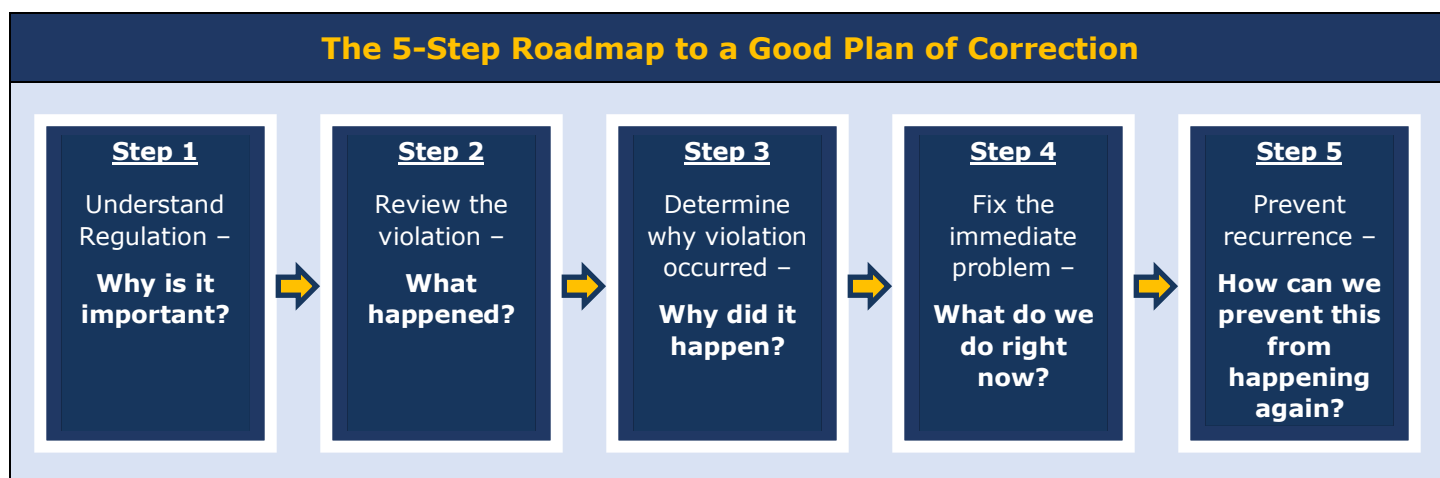 The 5-Step Roadmap to a Good Plan of Correction
Step 1
Understand
Regulation –
Why is it
important?
Step 2
Review the
violation –
What
happened?
Step 3
Determine
why violation
occurred –
Why did it
happen?
Step 4
Fix the
immediate
problem –
What do we
do right
now?
Step 5
Prevent
recurrence –
How can we
prevent this
from
happening
again?